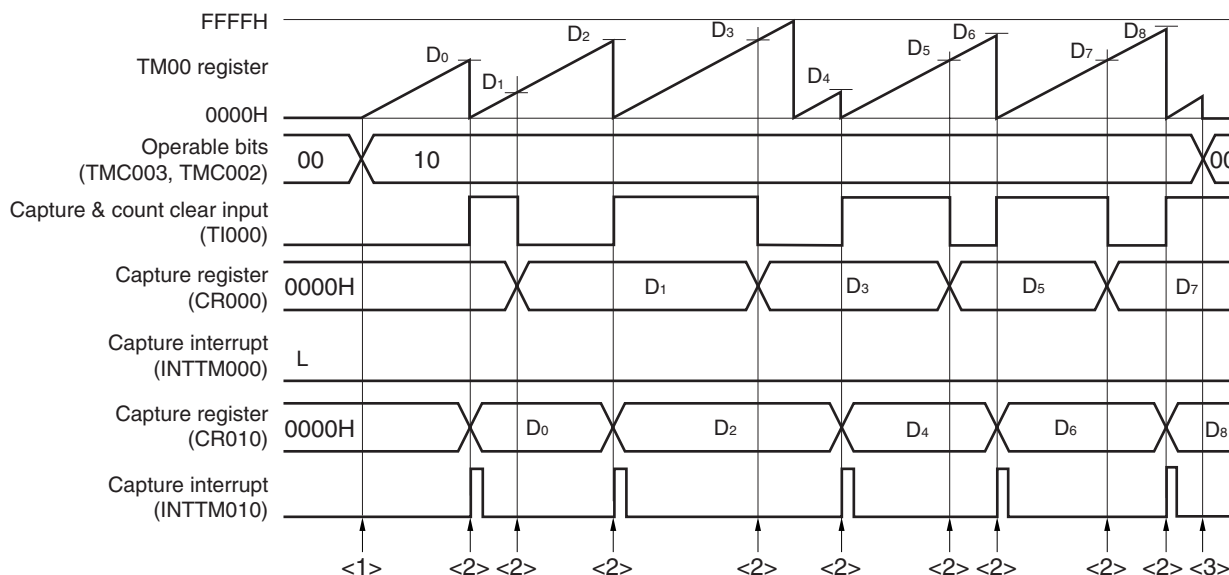 FFFFH
TM00 register
0000H
D0 D1 D2 D3 D4 D5 D6 D7 D8
Operable bits
(TMC003, TMC002)
00 10 00
Capture & count clear input
(TI000)
Capture register
(CR000)
0000H D1 D3 D5 D7
Capture interrupt
(INTTM000)
L
Capture register
(CR010)
0000H D0 D2 D4 D6 D8
Capture interrupt
(INTTM010)
<1> <2> <2> <2> <2> <2> <2> <2> <2> <2> <3>